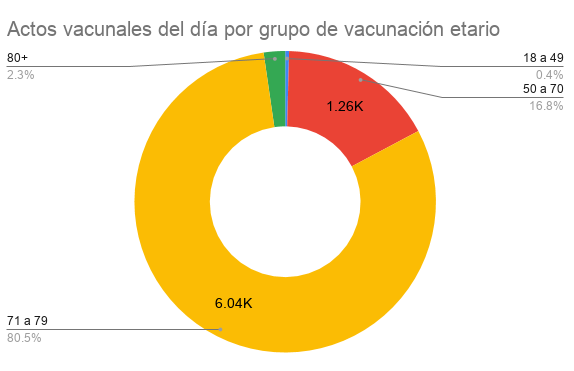 Actos vacunales del día por grupo de vacunación etario
80+
2.3%
18 a 49
0.4%
50 a 70
16.8%
1.26K
6.04K
71 a 79
80.5%